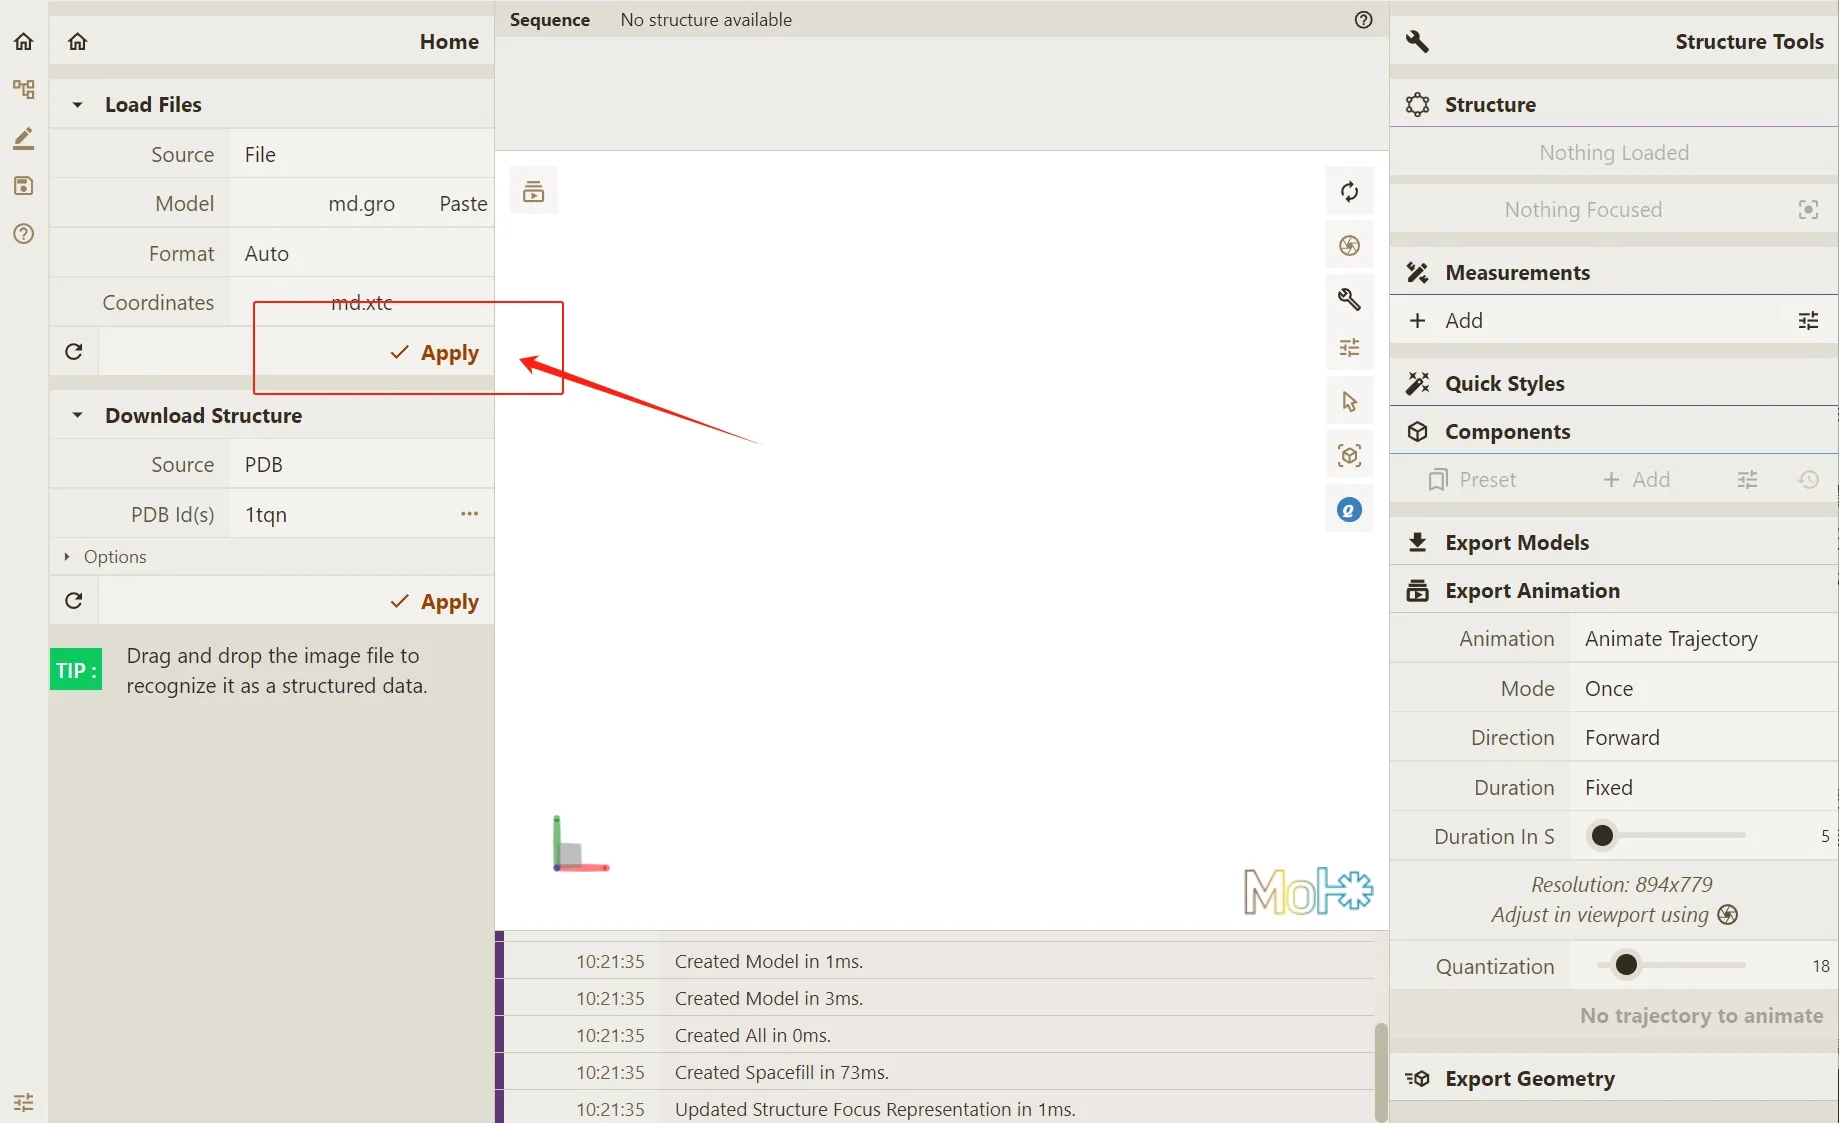 Home
Load Files
Source File
Model md.gro Paste
Format Auto
Coordinates md.xtc
Apply
Download Structure
Source PDB
PDB Id(s) 1tqn
Options
Apply
TIP : Drag and drop the image file to
recognize it as a structured data.
Sequence No structure available
Mol*
10:21:35 Created Model in 1ms.
10:21:35 Created Model in 3ms.
10:21:35 Created All in 0ms.
10:21:35 Created Spacefill in 73ms.
10:21:35 Updated Structure Focus Representation in 1ms.
Structure Tools
Structure
Nothing Loaded
Nothing Focused
Measurements
Add
Quick Styles
Components
Preset Add
Export Models
Export Animation
Animation Animate Trajectory
Mode Once
Direction Forward
Duration Fixed
Duration In S 5
Resolution: 894x779
Adjust in viewport using
Quantization 18
No trajectory to animate
Export Geometry